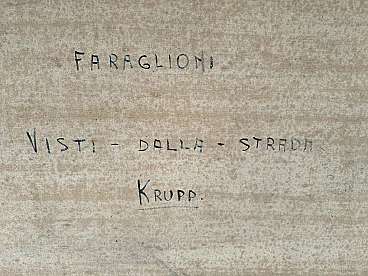 FARAGLIONI
VISTI - DALLA - STRADA
KRUPP.